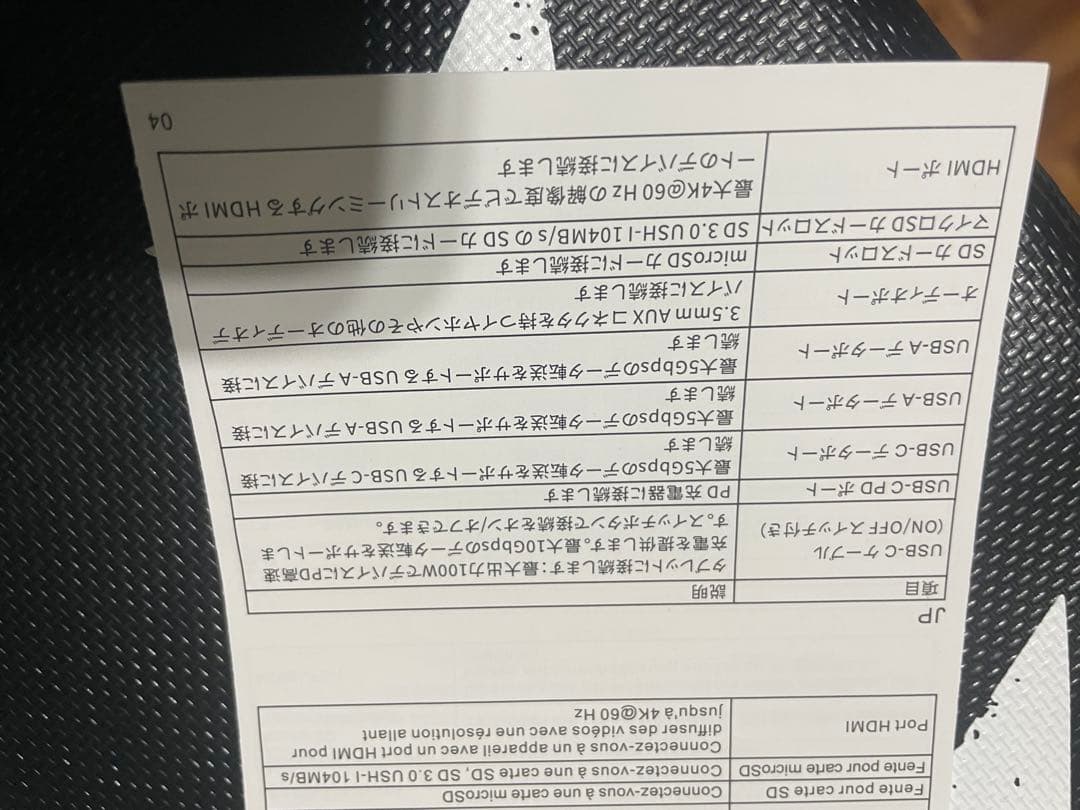 Fente pour carte SD Connectez-vous à une carte microSD
Fente pour carte microSD Connectez-vous à une carte SD, SD 3.0 USH-I-104MB/s
Port HDMI
Connectez-vous à un appareil avec un port HDMI pour
diffuser des vidéos avec une résolution allant
jusqu'à 4K@60 Hz
JP
項目 説明
USB-C ケーブル
(ON/OFF スイッチ付き)
タブレットに接続します：最大出力100WでデバイスにPD高速
充電を提供します。最大10Gbpsのデータ転送をサポートしま
す。スイッチボタンで接続をオン/オフできます。
USB-C PD ポート PD 充電器に接続します
USB-C データポート
最大5Gbpsのデータ転送をサポートする USB-C デバイスに接
続します
USB-A データポート
最大5Gbpsのデータ転送をサポートする USB-A デバイスに接
続します
USB-A データポート
最大5Gbpsのデータ転送をサポートする USB-A デバイスに接
続します
オーディオポート
3.5mm AUX コネクタを持つイヤホンやその他のオーディオデ
バイスに接続します
SD カードスロット microSD カードに接続します
マイクロSD カードスロット SD 3.0 USH-I-104MB/s の SD カードに接続します
HDMI ポート
最大4K@60 Hz の解像度でビデオストリーミングする HDMI ポ
ートのデバイスに接続します
04